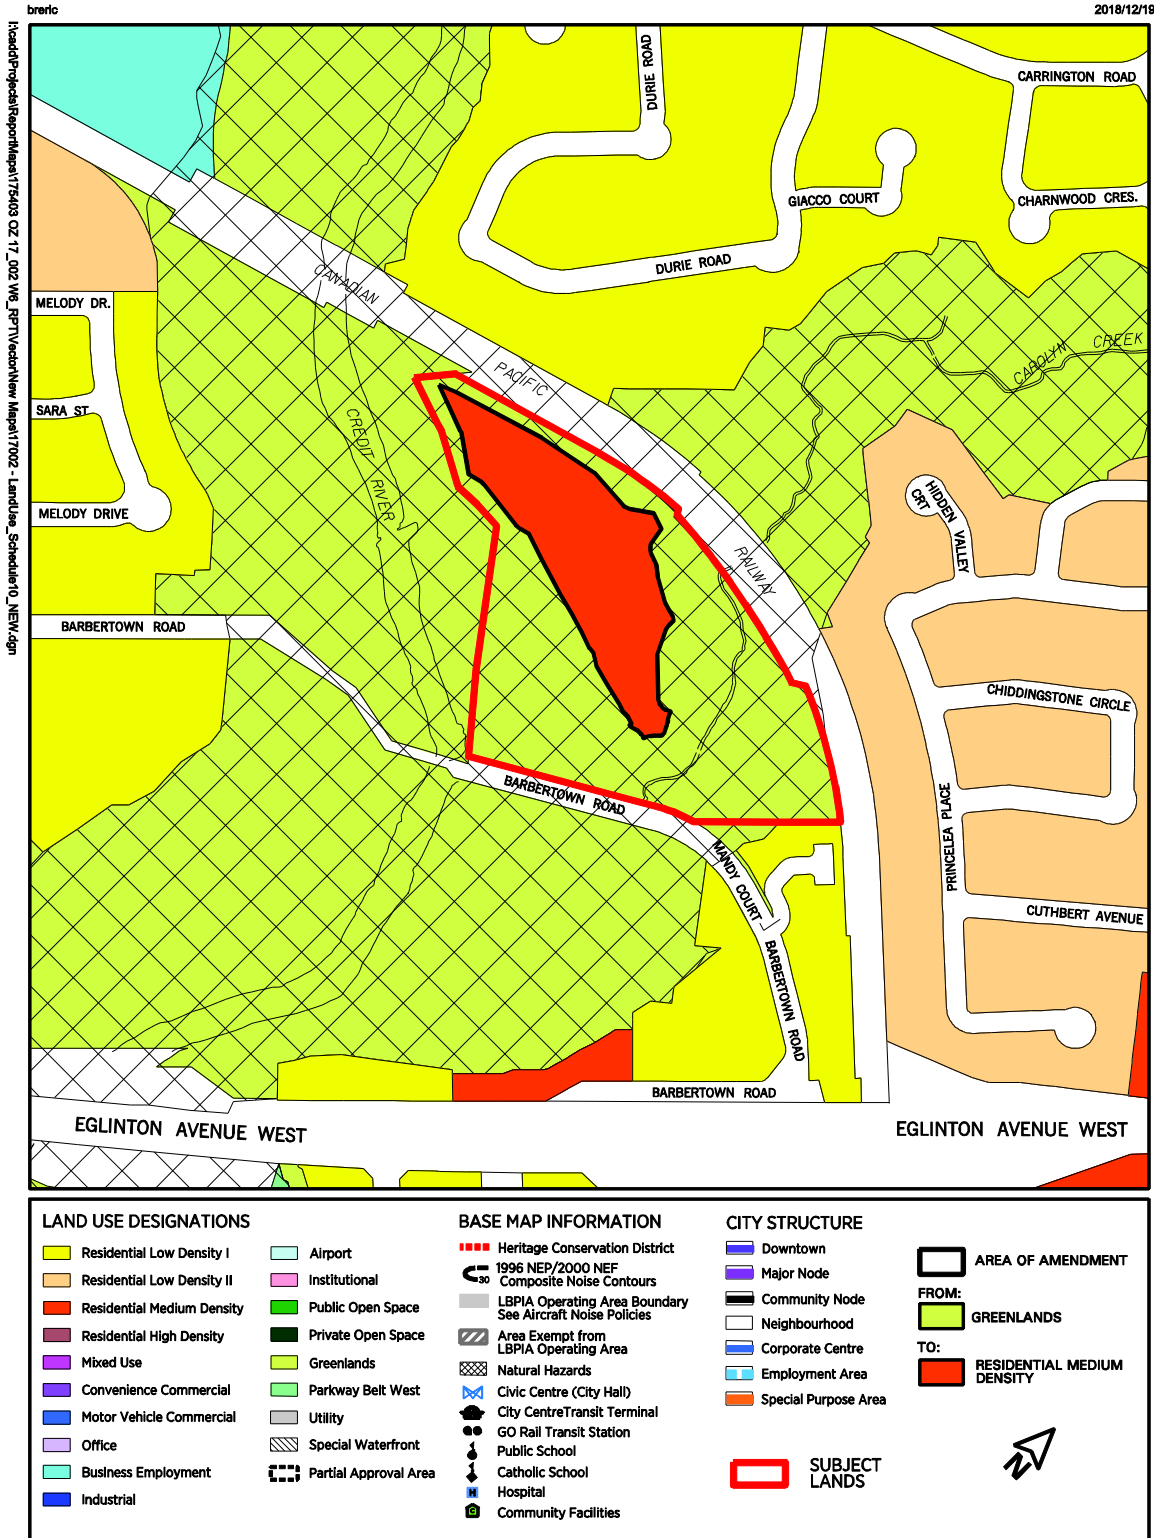 breric
2018/12/19
I:\cadd\Projects\ReportMaps\175403 OZ 17_002 W6_RPT\Vector\New Maps\17002 - LandUse_Schedule10_NEW.dgn
DURIE ROAD
CARRINGTON ROAD
GIACCO COURT
CHARNWOOD CRES.
DURIE ROAD
CANADIAN
MELODY DR.
CAROLYN CREEK
PACIFIC
SARA ST
CREDIT RIVER
HIDDEN VALLEY
CRT
MELODY DRIVE
RAILWAY
BARBERTOWN ROAD
CHIDDINGSTONE CIRCLE
BARBERTOWN ROAD
PRINCELEA PLACE
MANDY COURT
CUTHBERT AVENUE
BARBERTOWN ROAD
BARBERTOWN ROAD
EGLINTON AVENUE WEST
EGLINTON AVENUE WEST
LAND USE DESIGNATIONS
Residential Low Density I
Residential Low Density II
Residential Medium Density
Residential High Density
Mixed Use
Convenience Commercial
Motor Vehicle Commercial
Office
Business Employment
Industrial
Airport
Institutional
Public Open Space
Private Open Space
Greenlands
Parkway Belt West
Utility
Special Waterfront
Partial Approval Area
BASE MAP INFORMATION
Heritage Conservation District
1996 NEP/2000 NEF
30 Composite Noise Contours
LBPIA Operating Area Boundary
See Aircraft Noise Policies
Area Exempt from
LBPIA Operating Area
Natural Hazards
Civic Centre (City Hall)
City CentreTransit Terminal
GO Rail Transit Station
Public School
Catholic School
H Hospital
C Community Facilities
CITY STRUCTURE
Downtown
Major Node
Community Node
Neighbourhood
Corporate Centre
Employment Area
Special Purpose Area
SUBJECT
LANDS
AREA OF AMENDMENT
FROM:
GREENLANDS
TO:
RESIDENTIAL MEDIUM
DENSITY